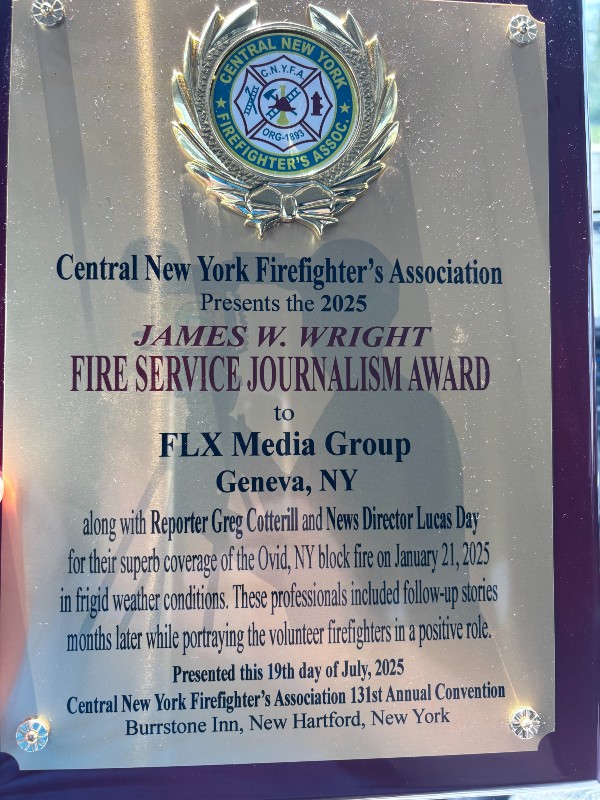 CENTRAL NEW YORK
C.N.Y.F.A.
ORG-1893
FIREFIGHTER'S ASSOC.
Central New York Firefighter's Association
Presents the 2025
JAMES W. WRIGHT
FIRE SERVICE JOURNALISM AWARD
to
FLX Media Group
Geneva, NY
along with Reporter Greg Cotterill and News Director Lucas Day
for their superb coverage of the Ovid, NY block fire on January 21, 2025
in frigid weather conditions. These professionals included follow-up stories
months later while portraying the volunteer firefighters in a positive role.
Presented this 19th day of July, 2025
Central New York Firefighter's Association 131st Annual Convention
Burrstone Inn, New Hartford, New York